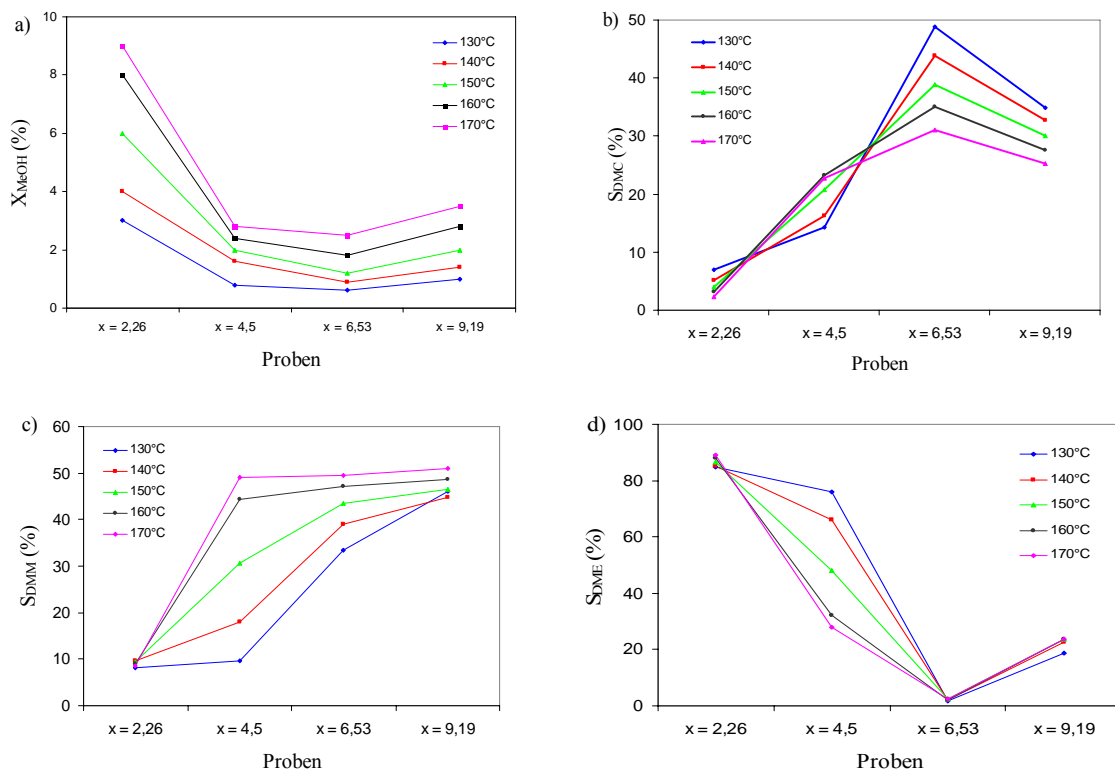 a)
10
8
6
4
2
0
X_MeOH (%)
130°C
140°C
150°C
160°C
170°C
x = 2,26 x = 4,5 x = 6,53 x = 9,19
Proben
b)
50
40
30
20
10
0
S_DMC (%)
130°C
140°C
150°C
160°C
170°C
x = 2,26 x = 4,5 x = 6,53 x = 9,19
Proben
c)
60
50
40
30
20
10
0
S_DMM (%)
130°C
140°C
150°C
160°C
170°C
x = 2,26 x = 4,5 x = 6,53 x = 9,19
Proben
d)
100
80
60
40
20
0
S_DME (%)
130°C
140°C
150°C
160°C
170°C
x = 2,26 x = 4,5 x = 6,53 x = 9,19
Proben